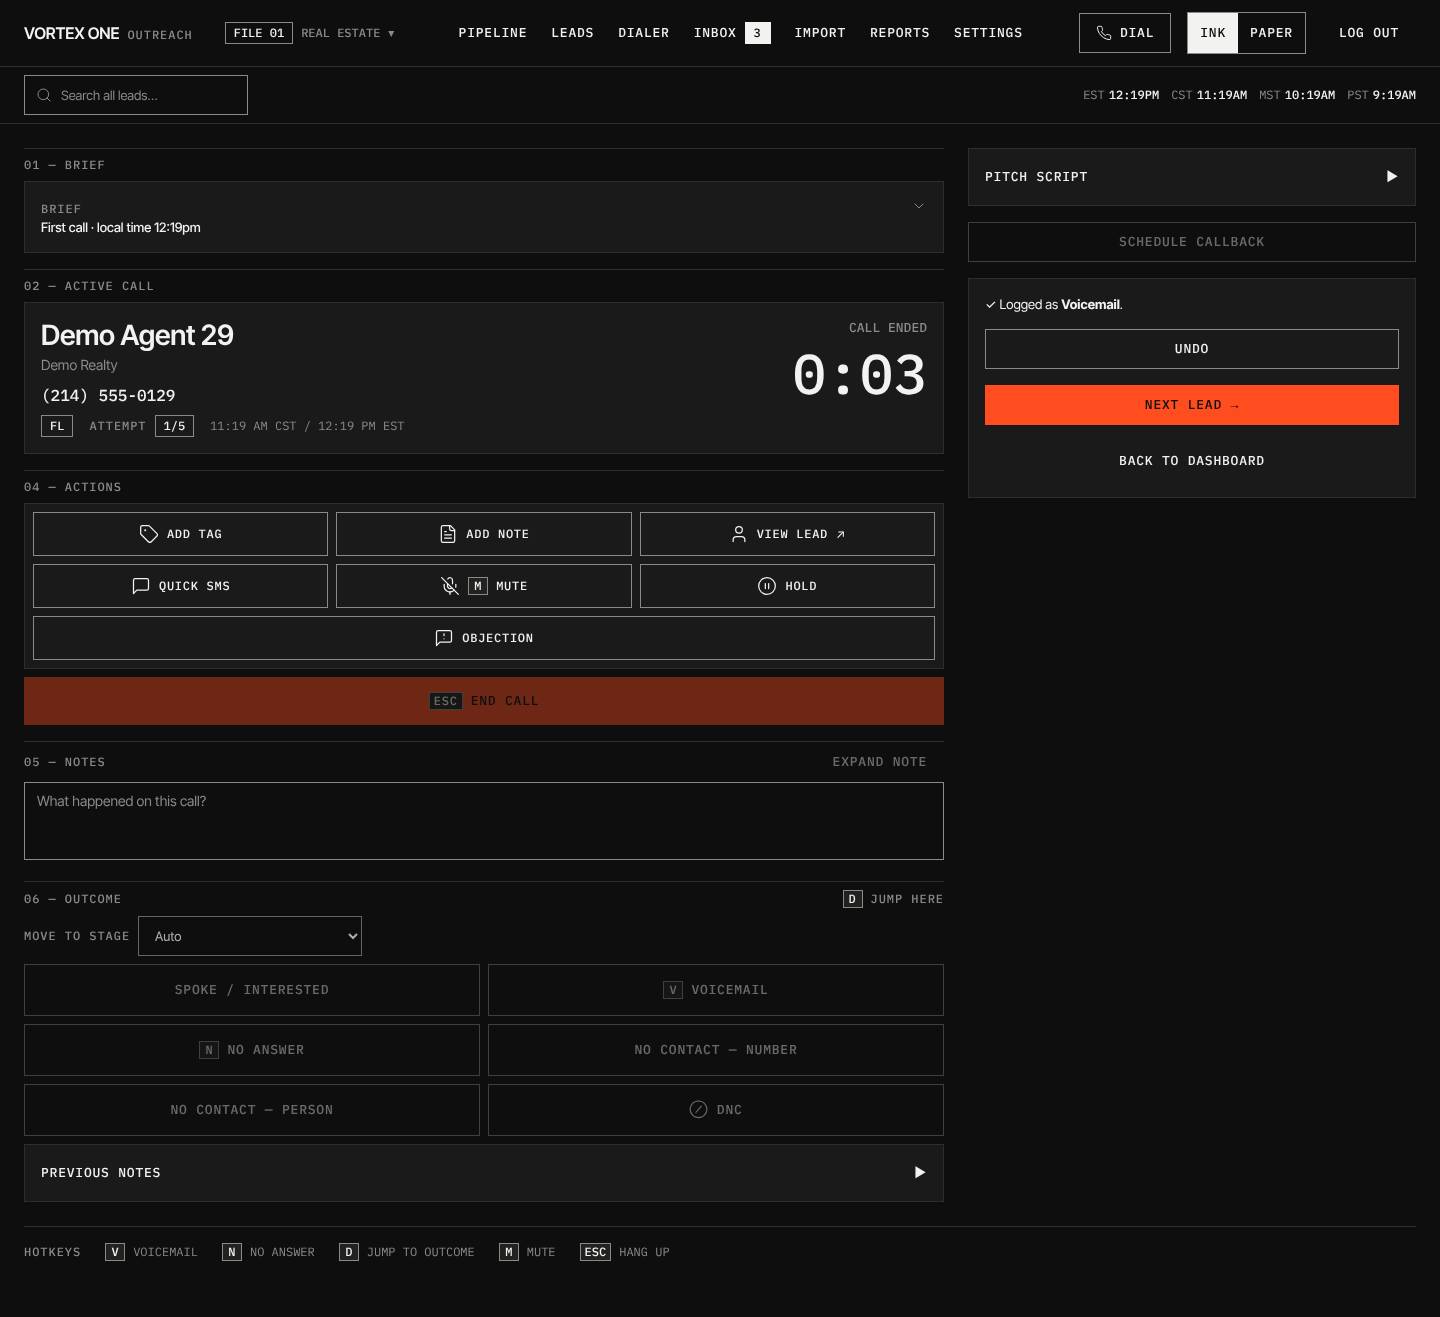 VORTEX ONE OUTREACH
FILE 01 REAL ESTATE ▾
PIPELINE LEADS DIALER INBOX 3 IMPORT REPORTS SETTINGS
DIAL
INK PAPER
LOG OUT
Search all leads...
EST 12:19PM CST 11:19AM MST 10:19AM PST 9:19AM
01 — BRIEF
BRIEF
First call · local time 12:19pm
02 — ACTIVE CALL
Demo Agent 29
Demo Realty
(214) 555-0129
FL ATTEMPT 1/5 11:19 AM CST / 12:19 PM EST
CALL ENDED
0:03
04 — ACTIONS
ADD TAG
ADD NOTE
VIEW LEAD ↗
QUICK SMS
M MUTE
HOLD
OBJECTION
ESC END CALL
05 — NOTES
EXPAND NOTE
What happened on this call?
06 — OUTCOME
D JUMP HERE
MOVE TO STAGE Auto
SPOKE / INTERESTED
V VOICEMAIL
N NO ANSWER
NO CONTACT — NUMBER
NO CONTACT — PERSON
DNC
PREVIOUS NOTES ▶
PITCH SCRIPT ▶
SCHEDULE CALLBACK
✓ Logged as Voicemail.
UNDO
NEXT LEAD →
BACK TO DASHBOARD
HOTKEYS V VOICEMAIL N NO ANSWER D JUMP TO OUTCOME M MUTE ESC HANG UP